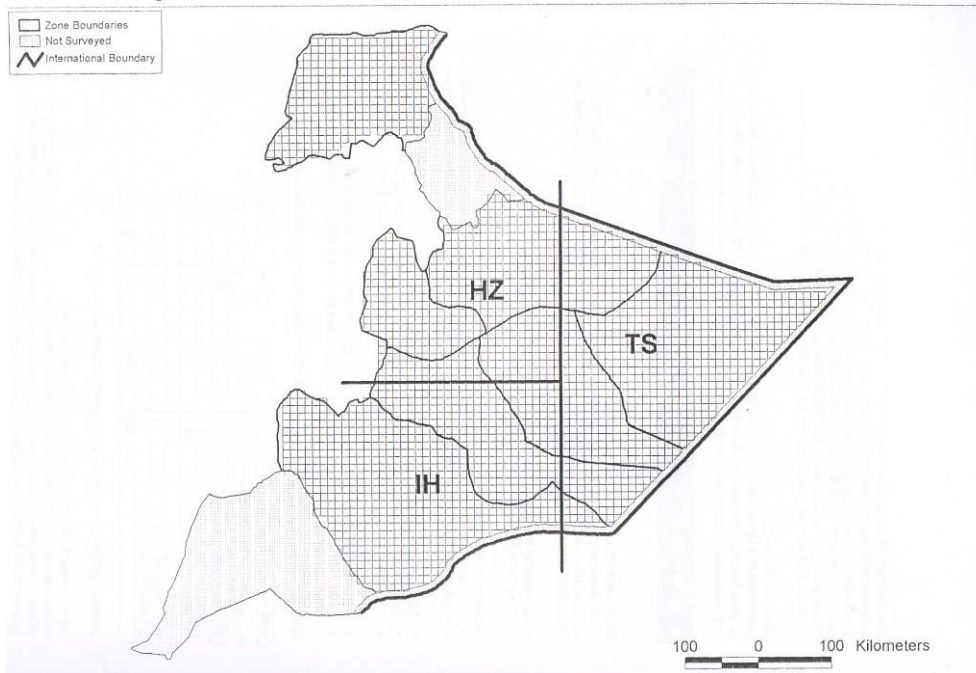 Zone Boundaries
Not Surveyed
International Boundary
HZ
TS
IH
100 0 100 Kilometers